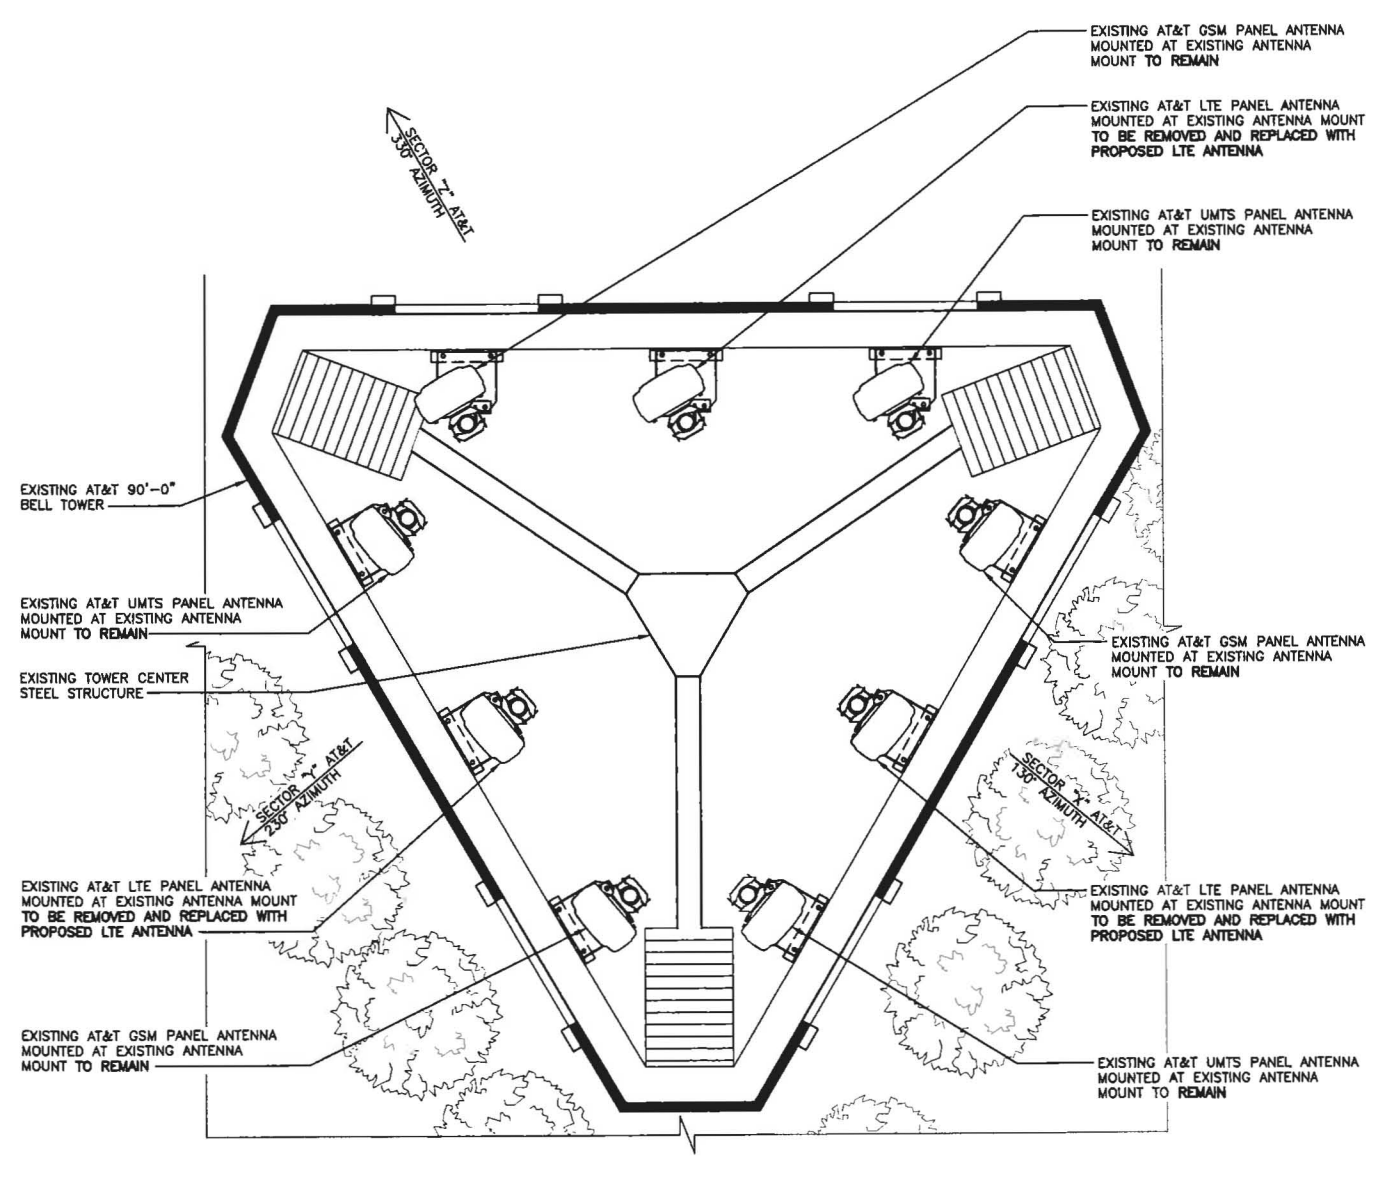 EXISTING AT&T GSM PANEL ANTENNA
MOUNTED AT EXISTING ANTENNA
MOUNT TO REMAIN
EXISTING AT&T LTE PANEL ANTENNA
MOUNTED AT EXISTING ANTENNA MOUNT
TO BE REMOVED AND REPLACED WITH
PROPOSED LTE ANTENNA
SECTOR "Z" AT&T
330° AZIMUTH
EXISTING AT&T UMTS PANEL ANTENNA
MOUNTED AT EXISTING ANTENNA
MOUNT TO REMAIN
EXISTING AT&T 90'-0"
BELL TOWER
EXISTING AT&T UMTS PANEL ANTENNA
MOUNTED AT EXISTING ANTENNA
MOUNT TO REMAIN
EXISTING AT&T GSM PANEL ANTENNA
MOUNTED AT EXISTING ANTENNA
MOUNT TO REMAIN
EXISTING TOWER CENTER
STEEL STRUCTURE
SECTOR "Y" AT&T
230° AZIMUTH
SECTOR "X" AT&T
130° AZIMUTH
EXISTING AT&T LTE PANEL ANTENNA
MOUNTED AT EXISTING ANTENNA MOUNT
TO BE REMOVED AND REPLACED WITH
PROPOSED LTE ANTENNA
EXISTING AT&T LTE PANEL ANTENNA
MOUNTED AT EXISTING ANTENNA MOUNT
TO BE REMOVED AND REPLACED WITH
PROPOSED LTE ANTENNA
EXISTING AT&T GSM PANEL ANTENNA
MOUNTED AT EXISTING ANTENNA
MOUNT TO REMAIN
EXISTING AT&T UMTS PANEL ANTENNA
MOUNTED AT EXISTING ANTENNA
MOUNT TO REMAIN